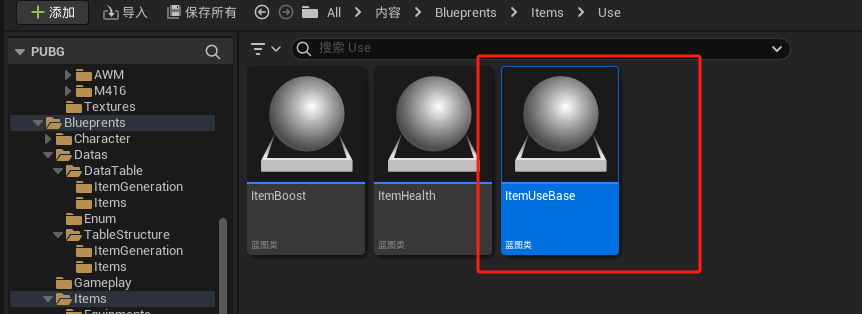 添加 导入 保存所有 All 内容 Blueprents Items Use
PUBG
搜索 Use
AWM
M416
Textures
Blueprents
Character
Datas
DataTable
ItemGeneration
Items
Enum
TableStructure
ItemGeneration
Items
Gameplay
Items
Equipments
ItemBoost ItemHealth ItemUseBase
蓝图类 蓝图类 蓝图类